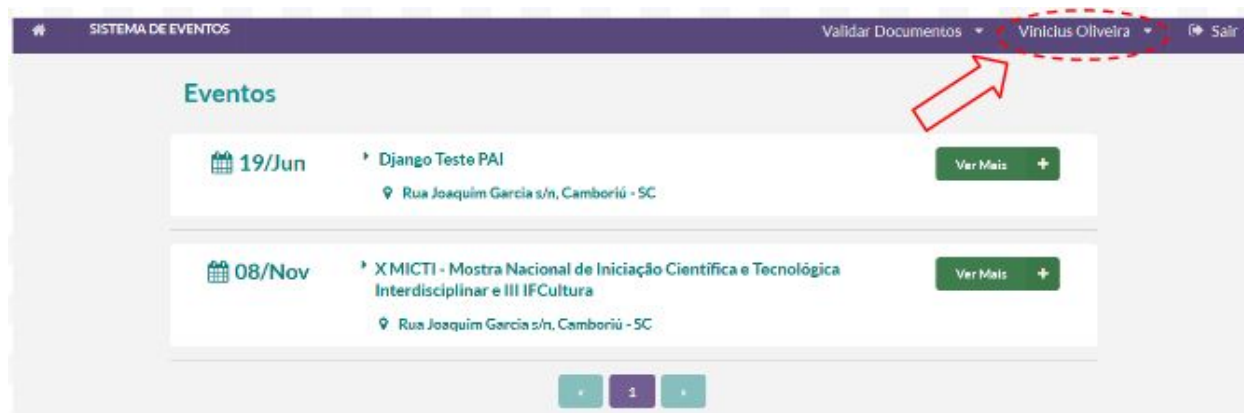 SISTEMA DE EVENTOS Validar Documentos Vinicius Oliveira Sair
Eventos
19/Jun Django Teste PAI Ver Mais +
Rua Joaquim Garcia s/n, Camboriú - SC
08/Nov X MICTI - Mostra Nacional de Iniciação Científica e Tecnológica Ver Mais +
Interdisciplinar e III IFCultura
Rua Joaquim Garcia s/n, Camboriú - SC
« 1 »